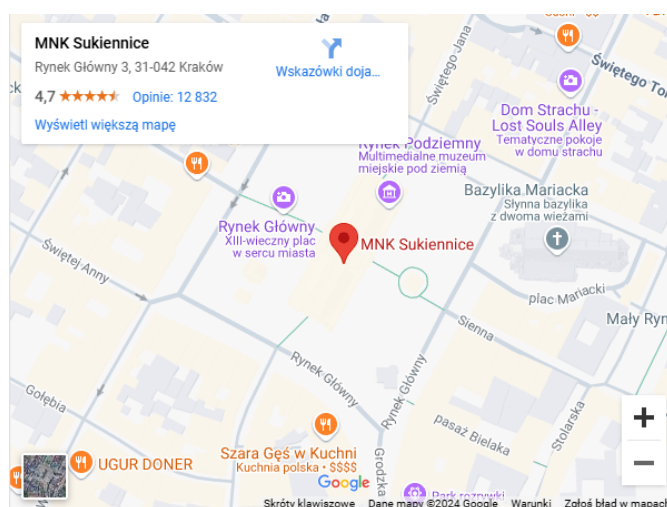 MNK Sukiennice
Rynek Główny 3, 31-042 Kraków
4,7
Opinie: 12 832
Wyświetl większą mapę
Wskazówki doja...
Świętego
Świętego Jana
Dom Strachu -
Lost Souls Alley
Tematyczne pokoje
w domu strachu
Rynek Podziemny
Multimedialne muzeum
miejskie pod ziemią
Bazylika Mariacka
Słynna bazylika
z dwoma wieżami
Rynek Główny
XIII-wieczny plac
w sercu miasta
MNK Sukiennice
Świętej Anny
plac Mariacki
Mały
Sienna
Rynek Główny
Rynek Główny
Gołębia
pasaż Bielaka
Stolarska
Szara Gęś w Kuchni
Kuchnia polska • $$$$
UGUR DONER
Grodzka
Google
Park rozrywki
Skróty klawiszowe
Dane mapy ©2024 Google
Warunki
Zgłoś błąd w mapach